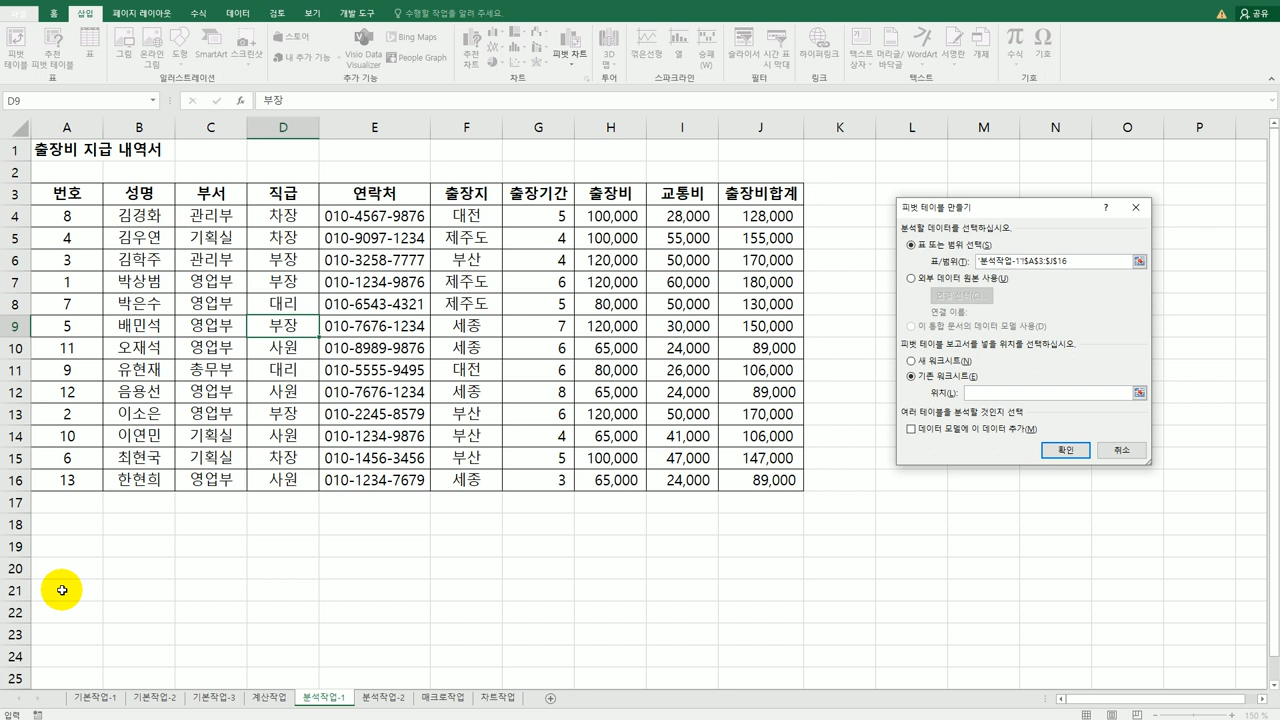 홈 삽입 페이지 레이아웃 수식 데이터 검토 보기 개발 도구 수행할 작업을 알려 주세요. 공유
피벗 테이블 추천 피벗 테이블 표 그림 온라인 그림 도형 SmartArt 스크린샷 스토어 내 추가 기능 Visio Data Visualizer Bing Maps People Graph 추천 차트 피벗 차트 3D 맵 꺾은선형 열 승패 (W) 슬라이서 시간 표시 막대 하이퍼링크 텍스트 상자 머리글/바닥글 WordArt 서명란 개체 수식 기호
표 일러스트레이션 추가 기능 차트 투어 스파크라인 필터 링크 텍스트 기호
D9 fx 부장
A B C D E F G H I J K L M N O P
1 출장비 지급 내역서
2
3 번호 성명 부서 직급 연락처 출장지 출장기간 출장비 교통비 출장비합계
4 8 김경화 관리부 차장 010-4567-9876 대전 5 100,000 28,000 128,000
5 4 김우연 기획실 차장 010-9097-1234 제주도 4 100,000 55,000 155,000
6 3 김학주 관리부 부장 010-3258-7777 부산 4 120,000 50,000 170,000
7 1 박상범 영업부 부장 010-1234-9876 제주도 6 120,000 60,000 180,000
8 7 박은수 영업부 대리 010-6543-4321 제주도 5 80,000 50,000 130,000
9 5 배민석 영업부 부장 010-7676-1234 세종 7 120,000 30,000 150,000
10 11 오재석 영업부 사원 010-8989-9876 세종 6 65,000 24,000 89,000
11 9 유현재 총무부 대리 010-5555-9495 대전 6 80,000 26,000 106,000
12 12 음용선 영업부 사원 010-7676-1234 세종 8 65,000 24,000 89,000
13 2 이소은 영업부 부장 010-2245-8579 부산 6 120,000 50,000 170,000
14 10 이연민 기획실 사원 010-1234-9876 부산 4 65,000 41,000 106,000
15 6 최현국 기획실 차장 010-1456-3456 부산 5 100,000 47,000 147,000
16 13 한현희 영업부 사원 010-1234-7679 세종 3 65,000 24,000 89,000
17
18
19
20
21
22
23
24
25
피벗 테이블 만들기 ?
분석할 데이터를 선택하십시오.
표 또는 범위 선택(S)
표/범위(T): '분석작업-1'!$A$3:$J$16
외부 데이터 원본 사용(U)
연결 선택(C)...
연결 이름:
이 통합 문서의 데이터 모델 사용(D)
피벗 테이블 보고서를 넣을 위치를 선택하십시오.
새 워크시트(N)
기존 워크시트(E)
위치(L):
여러 테이블을 분석할 것인지 선택
데이터 모델에 이 데이터 추가(M)
확인 취소
기본작업-1 기본작업-2 기본작업-3 계산작업 분석작업-1 분석작업-2 매크로작업 차트작업
입력 150 %